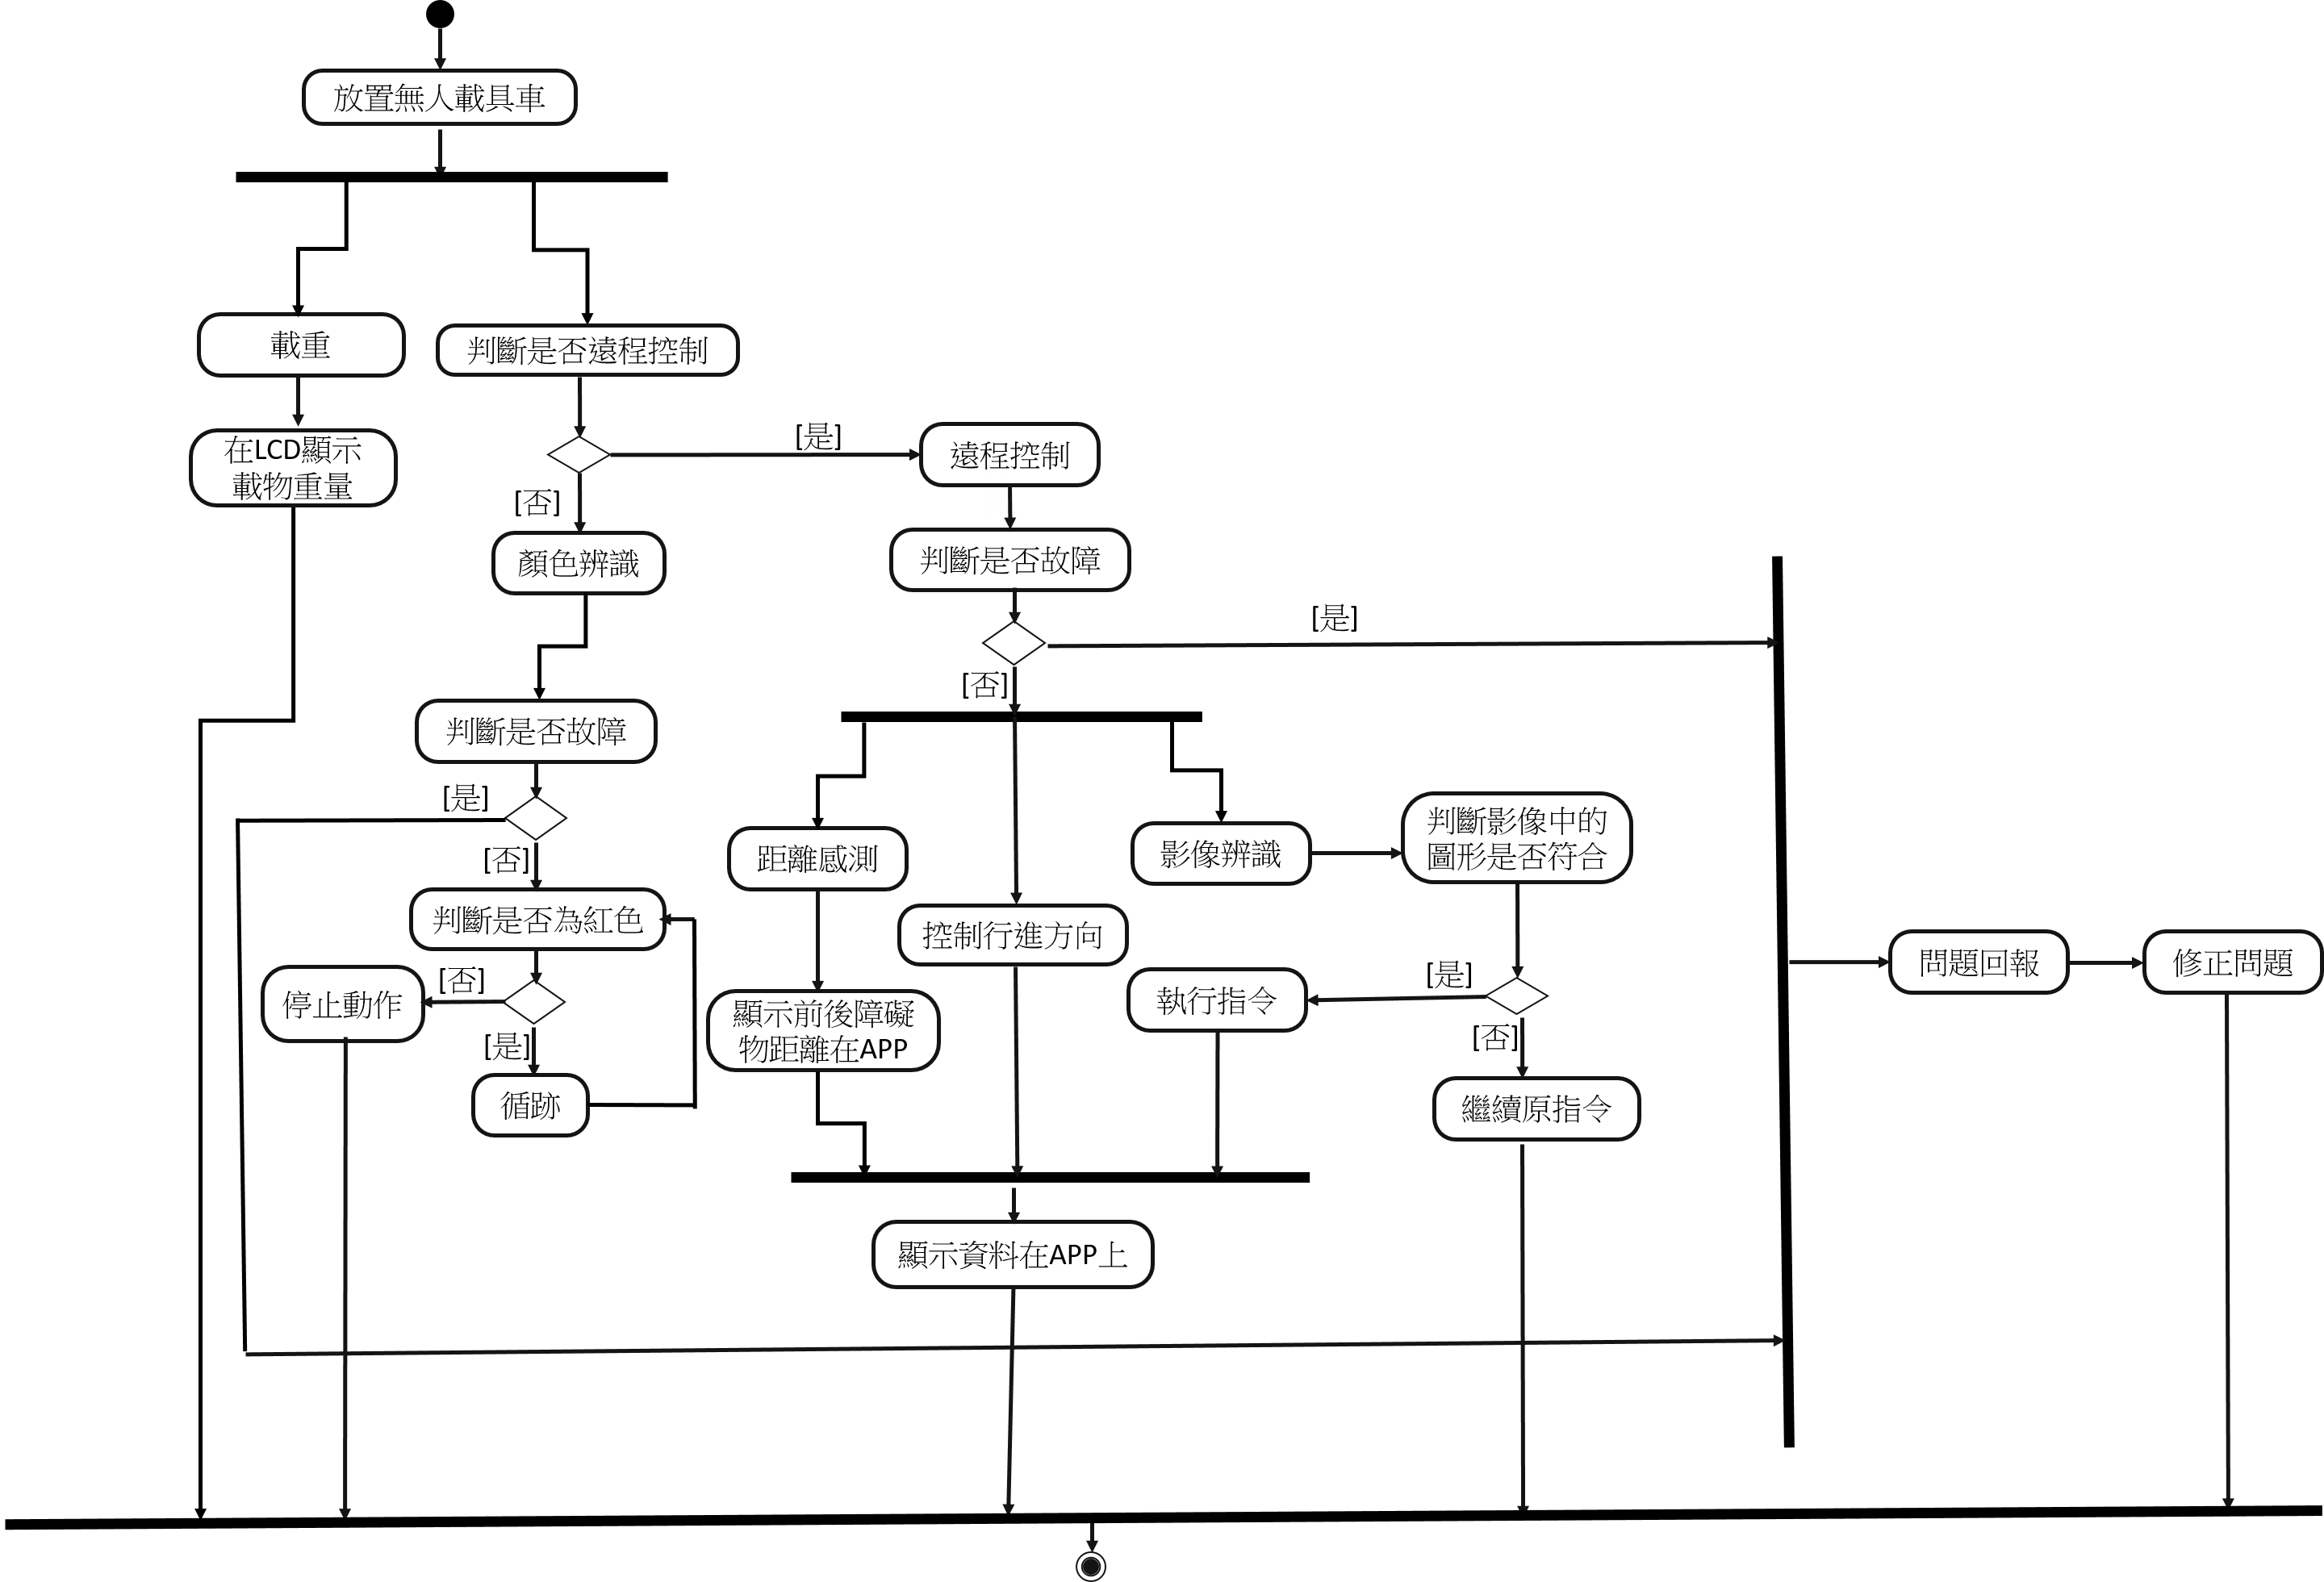 放置無人載具車
載重
判斷是否遠程控制
在LCD顯示
載物重量
[是]
遠程控制
[否]
顏色辨識
判斷是否故障
[是]
[否]
判斷是否故障
[是]
[否]
距離感測
影像辨識
判斷影像中的
圖形是否符合
判斷是否為紅色
控制行進方向
[否]
停止動作
[是]
循跡
顯示前後障礙
物距離在APP
執行指令
[是]
[否]
繼續原指令
問題回報
修正問題
顯示資料在APP上